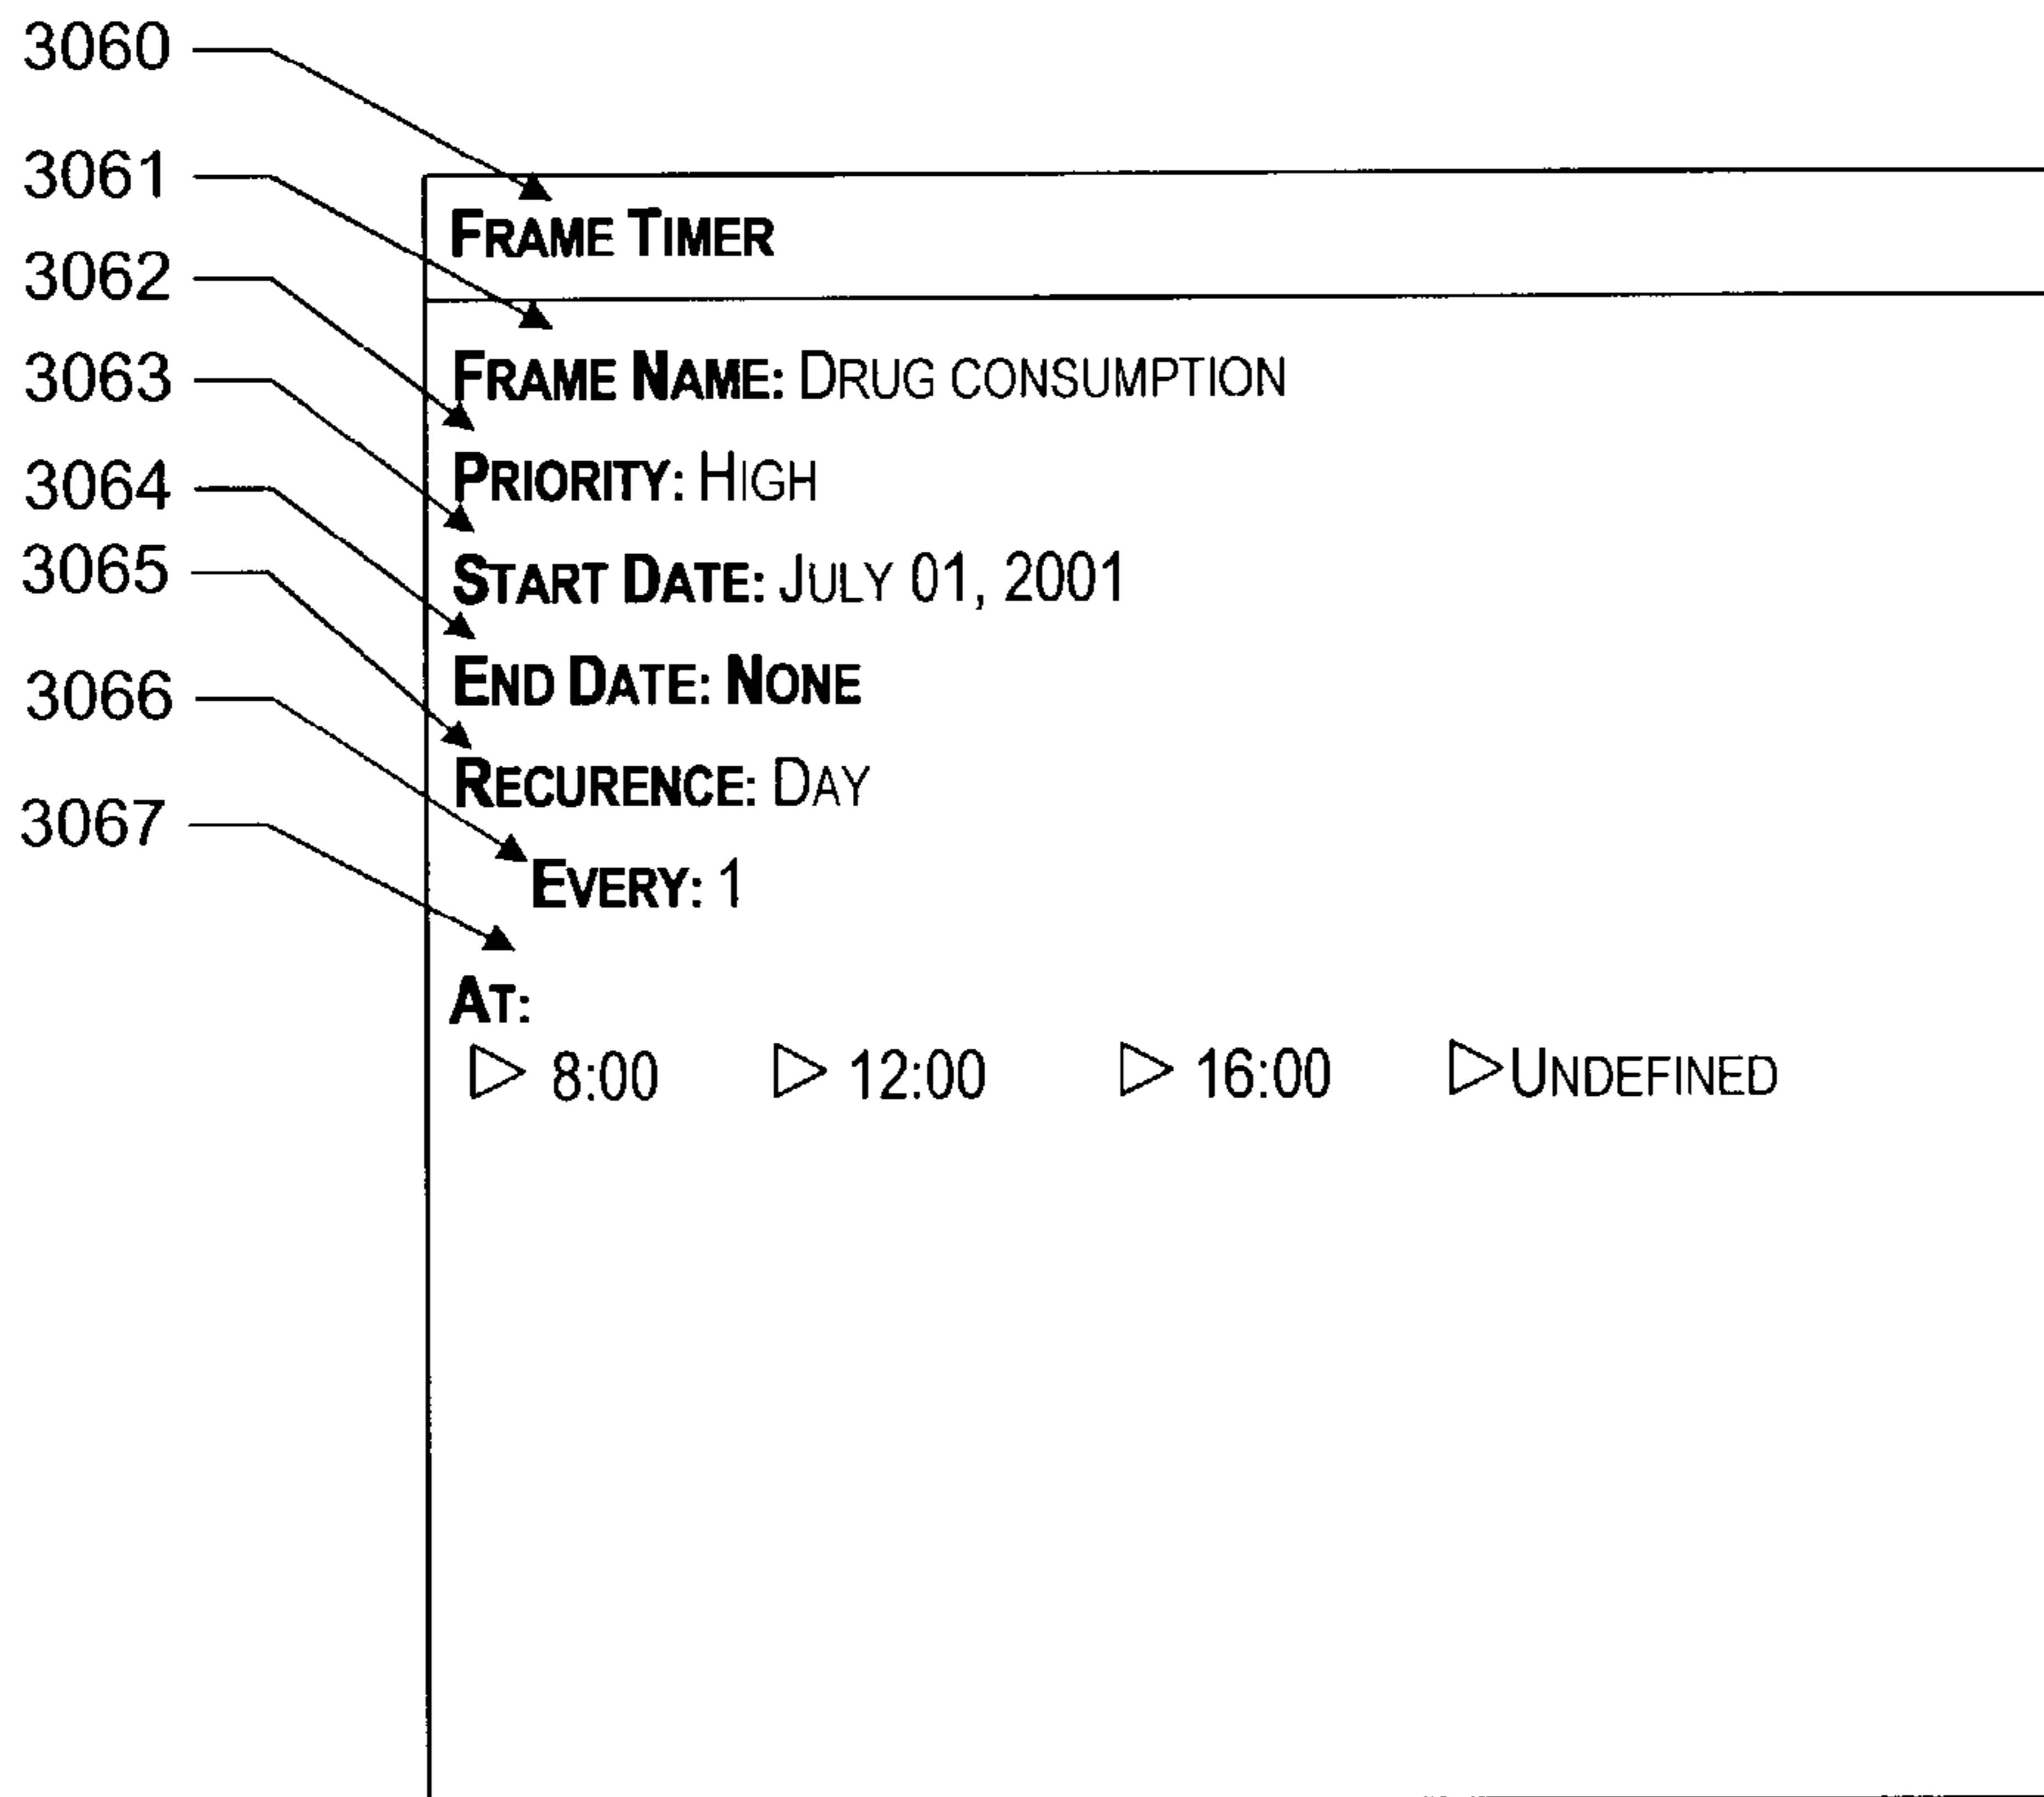 3060
3061
FRAME TIMER
3062
3063
FRAME NAME: DRUG CONSUMPTION
3064
PRIORITY: HIGH
3065
START DATE: JULY 01, 2001
3066
END DATE: NONE
3067
RECURENCE: DAY
EVERY: 1
AT:
▷ 8:00 ▷ 12:00 ▷ 16:00 ▷ UNDEFINED